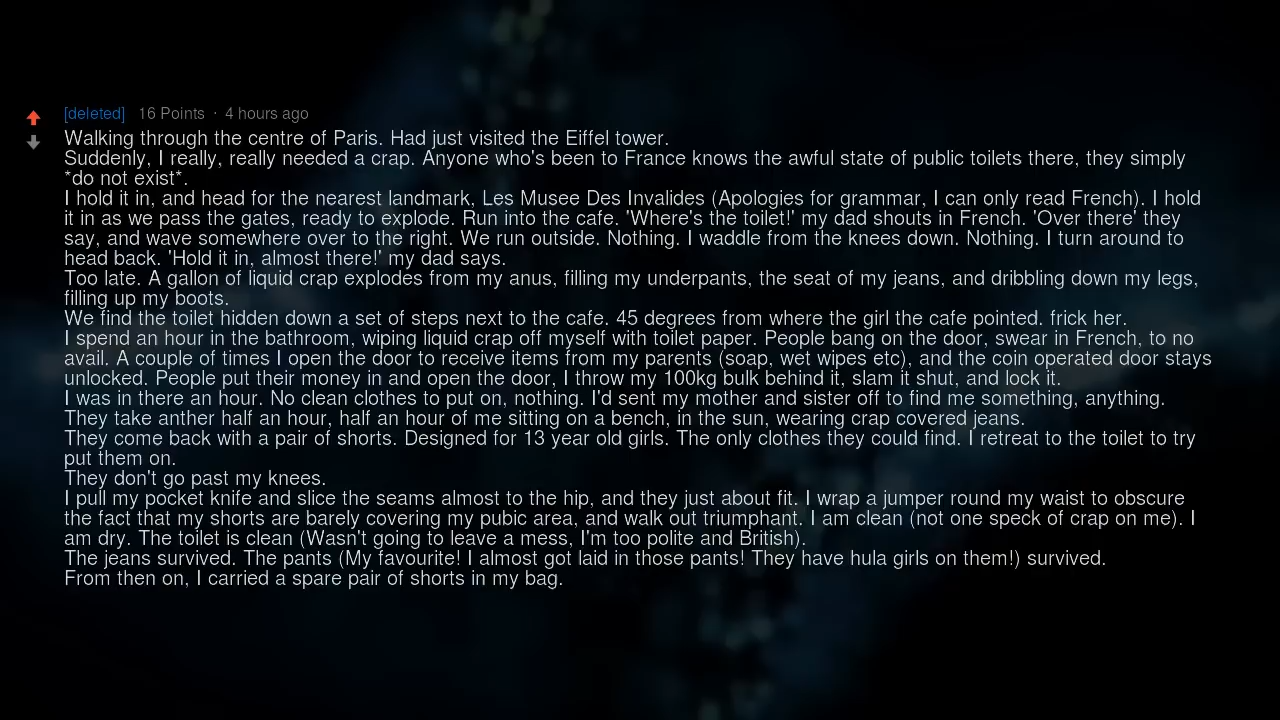 [deleted] 16 Points · 4 hours ago
Walking through the centre of Paris. Had just visited the Eiffel tower.
Suddenly, I really, really needed a crap. Anyone who's been to France knows the awful state of public toilets there, they simply
*do not exist*.
I hold it in, and head for the nearest landmark, Les Musee Des Invalides (Apologies for grammar, I can only read French). I hold
it in as we pass the gates, ready to explode. Run into the cafe. 'Where's the toilet!' my dad shouts in French. 'Over there' they
say, and wave somewhere over to the right. We run outside. Nothing. I waddle from the knees down. Nothing. I turn around to
head back. 'Hold it in, almost there!' my dad says.
Too late. A gallon of liquid crap explodes from my anus, filling my underpants, the seat of my jeans, and dribbling down my legs,
filling up my boots.
We find the toilet hidden down a set of steps next to the cafe. 45 degrees from where the girl the cafe pointed. frick her.
I spend an hour in the bathroom, wiping liquid crap off myself with toilet paper. People bang on the door, swear in French, to no
avail. A couple of times I open the door to receive items from my parents (soap, wet wipes etc), and the coin operated door stays
unlocked. People put their money in and open the door, I throw my 100kg bulk behind it, slam it shut, and lock it.
I was in there an hour. No clean clothes to put on, nothing. I'd sent my mother and sister off to find me something, anything.
They take anther half an hour, half an hour of me sitting on a bench, in the sun, wearing crap covered jeans.
They come back with a pair of shorts. Designed for 13 year old girls. The only clothes they could find. I retreat to the toilet to try
put them on.
They don't go past my knees.
I pull my pocket knife and slice the seams almost to the hip, and they just about fit. I wrap a jumper round my waist to obscure
the fact that my shorts are barely covering my pubic area, and walk out triumphant. I am clean (not one speck of crap on me). I
am dry. The toilet is clean (Wasn't going to leave a mess, I'm too polite and British).
The jeans survived. The pants (My favourite! I almost got laid in those pants! They have hula girls on them!) survived.
From then on, I carried a spare pair of shorts in my bag.